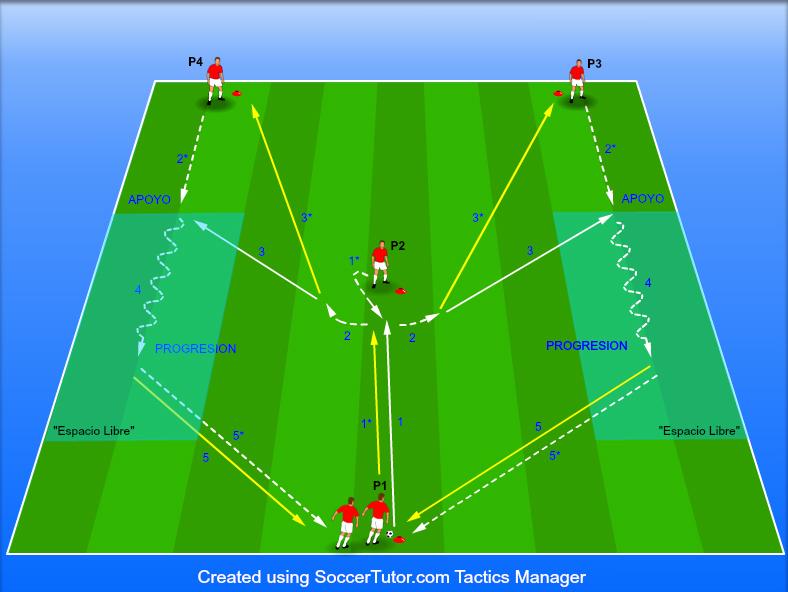 P4
P3
2*
2*
APOYO
APOYO
3*
3*
P2
3
1*
3
4
4
2
2
PROGRESION
PROGRESION
1*
1
"Espacio Libre"
5*
5
5
5*
"Espacio Libre"
P1
Created using SoccerTutor.com Tactics Manager